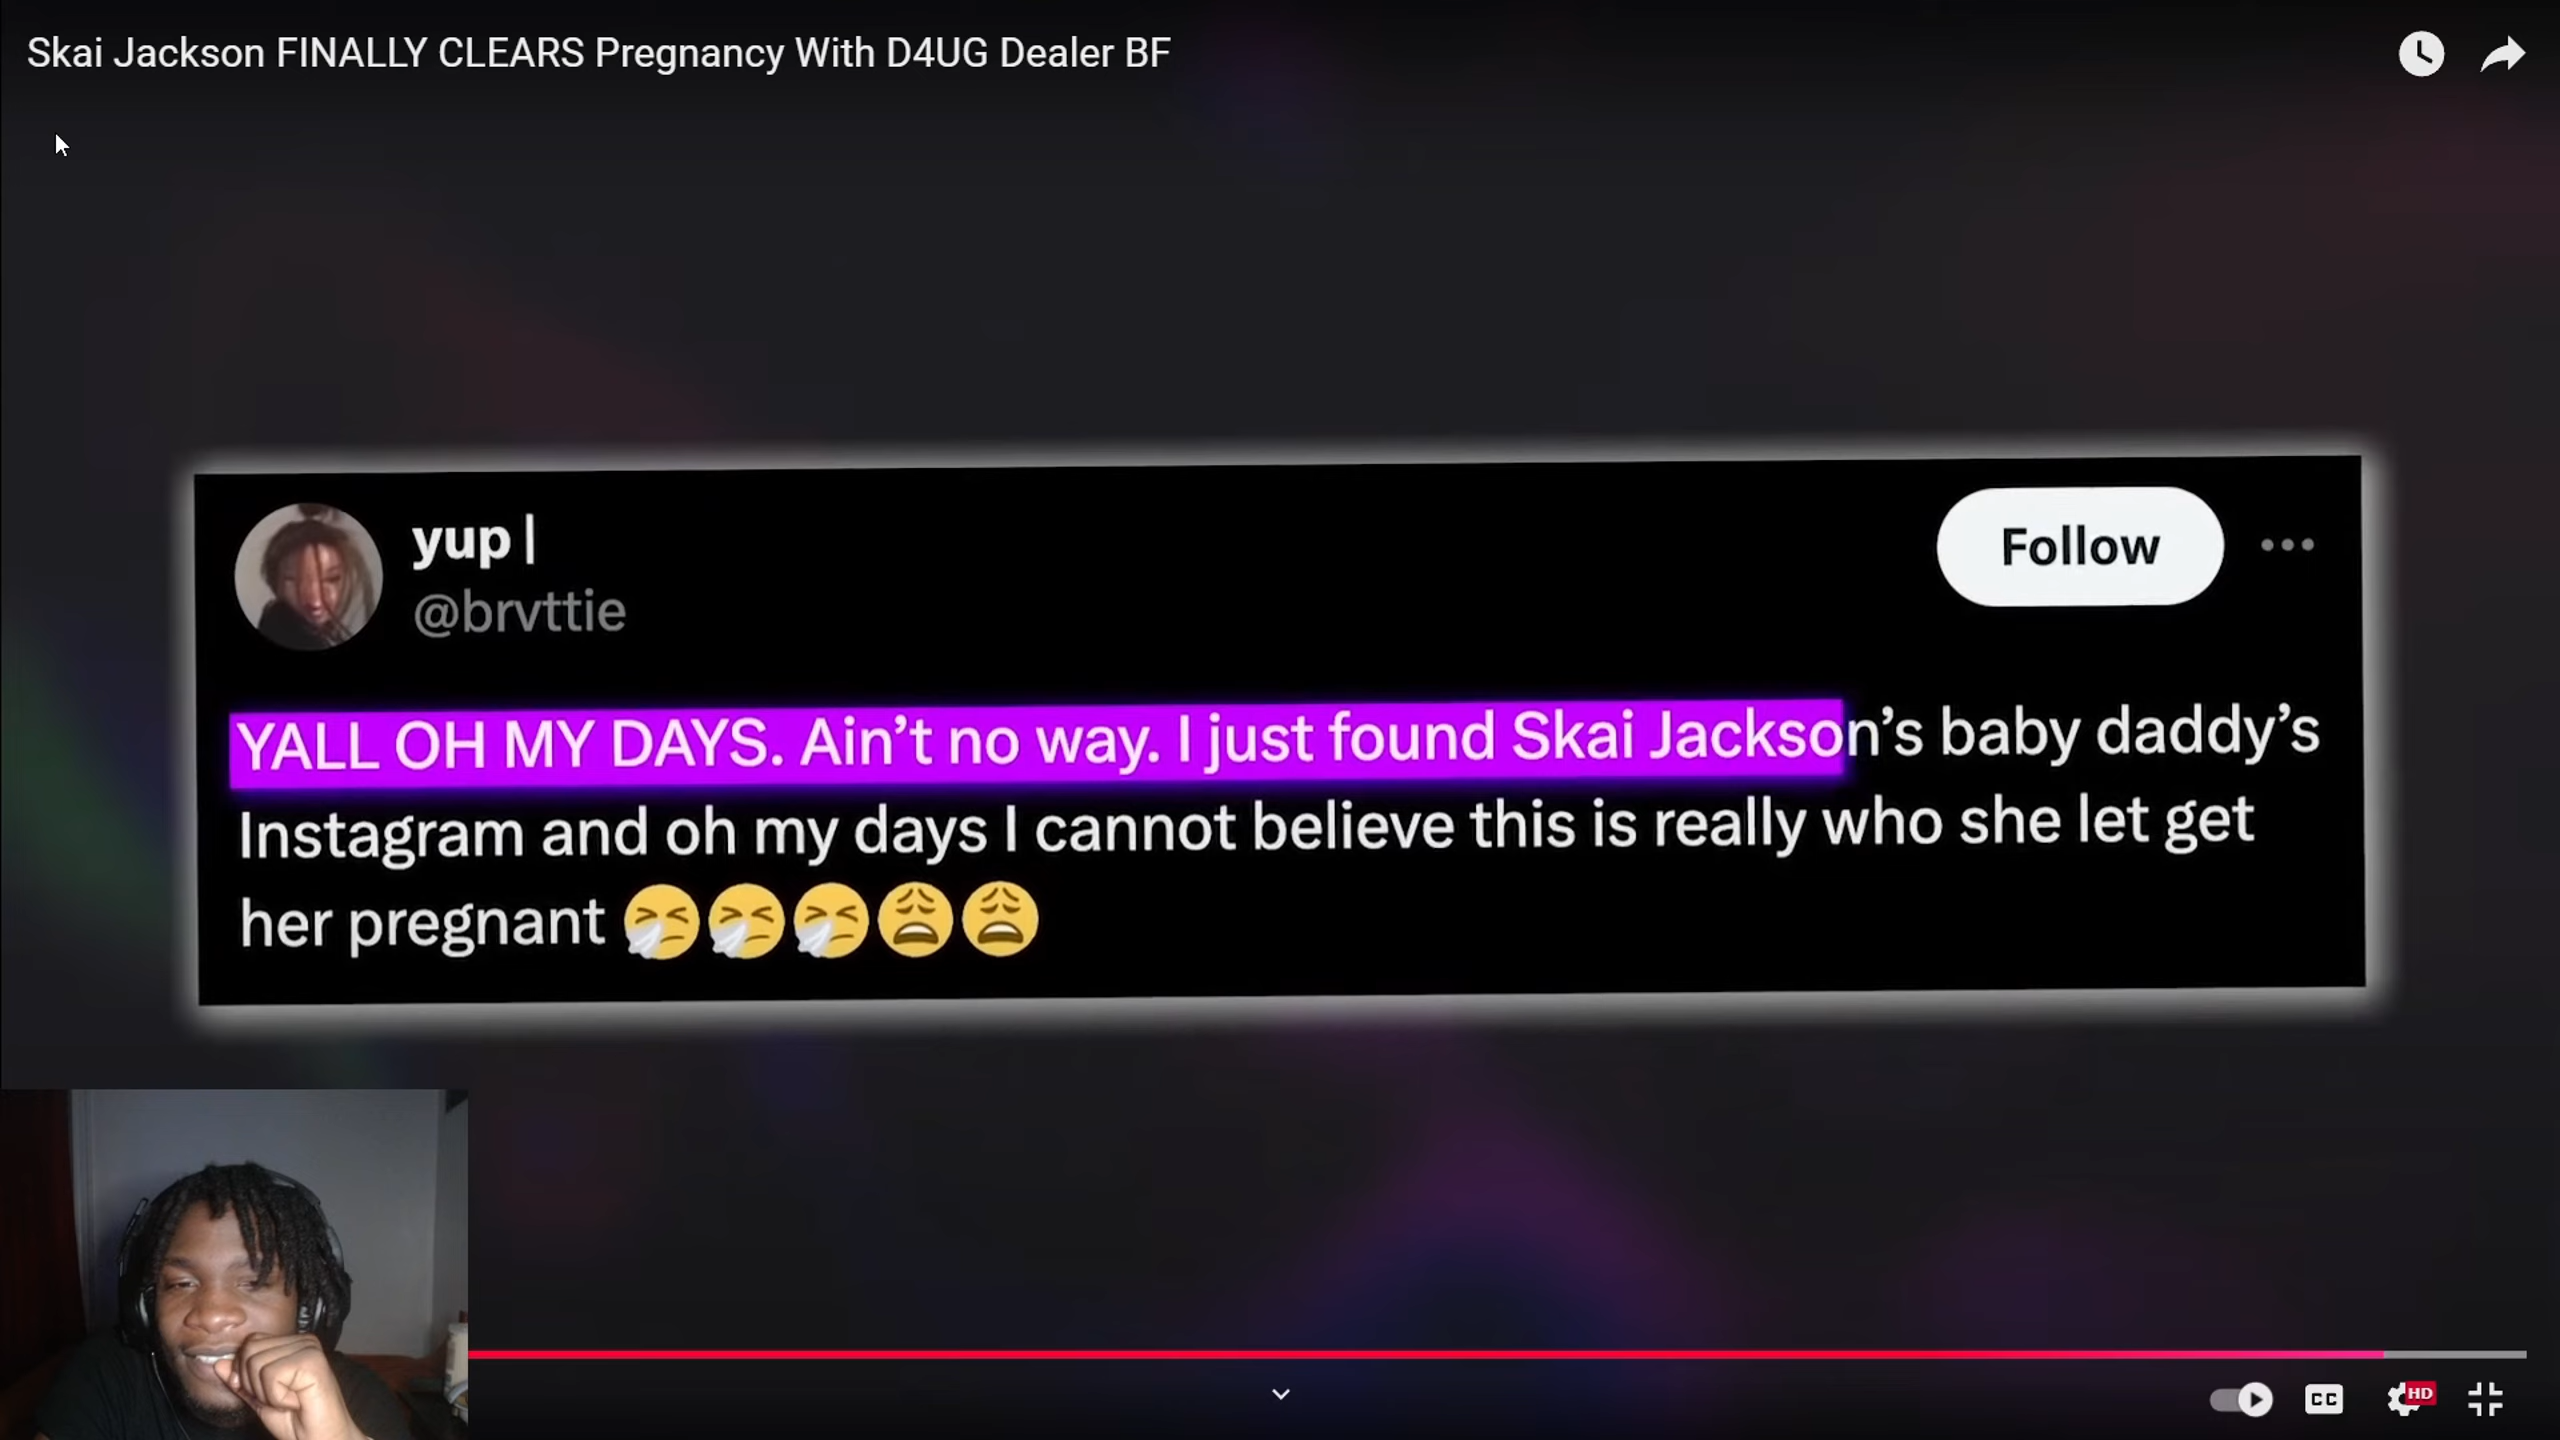 Skai Jackson FINALLY CLEARS Pregnancy With D4UG Dealer BF
yup |
@brvttie
Follow
YALL OH MY DAYS. Ain’t no way. I just found Skai Jackson’s baby daddy’s
Instagram and oh my days I cannot believe this is really who she let get
her pregnant 🤧🤧🤧😩😩
CC
HD